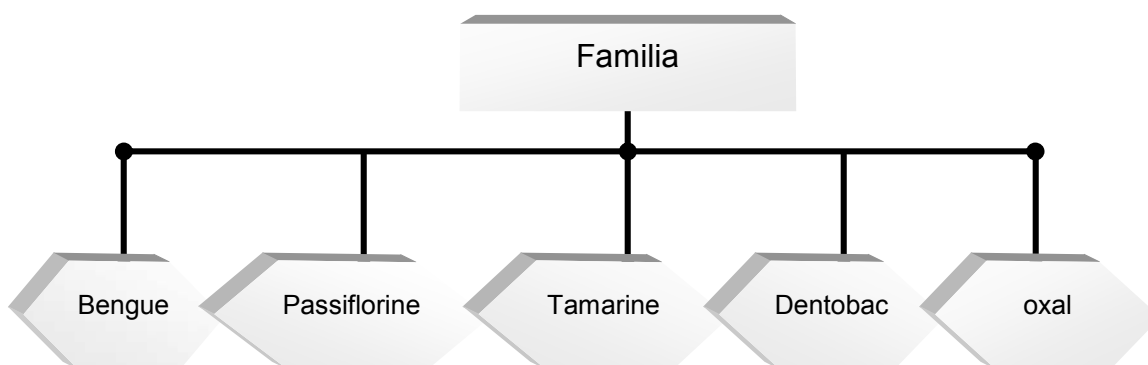 Familia
Bengue
Passiflorine
Tamarine
Dentobac
oxal